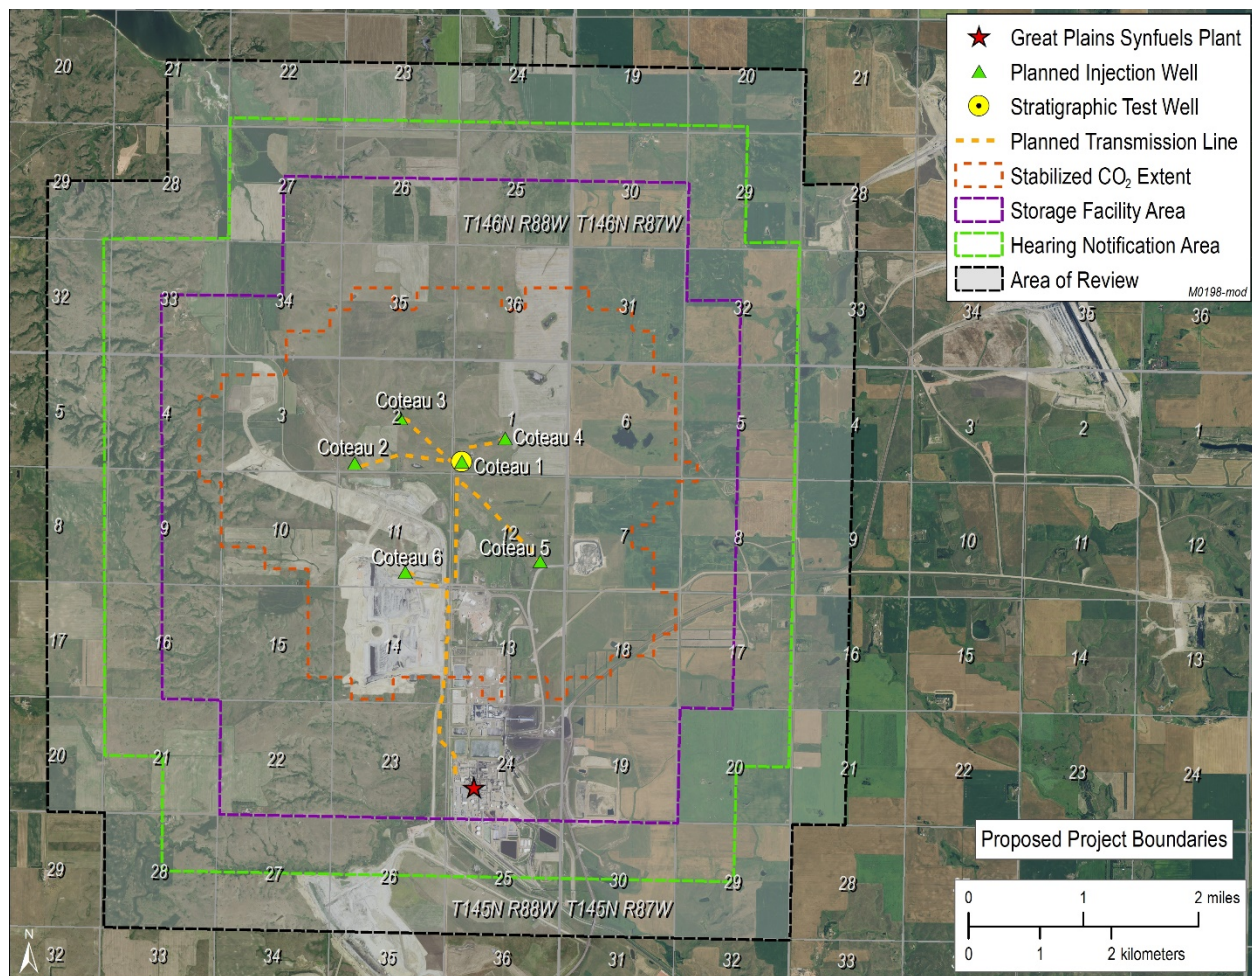 20 21 22 23 24 19 20 21
Great Plains Synfuels Plant
Planned Injection Well
Stratigraphic Test Well
Planned Transmission Line
Stabilized CO₂ Extent
Storage Facility Area
Hearing Notification Area
Area of Review
M0198-mod
29 28 27 26 25 30 29 28
T146N R88W T146N R87W
32 33 34 35 36 31 32 33 34 35 36
5 4 3 2 1 6 5 4 3 2 1
Coteau 3
Coteau 4
Coteau 2
Coteau 1
8 9 10 11 12 7 8 9 10 11 12
Coteau 5
Coteau 6
17 16 15 14 13 18 17 16 15 14 13
20 21 22 23 24 19 20 21 22 23 24
Proposed Project Boundaries
29 28 27 26 25 30 29 28
T145N R88W T145N R87W
0 1 2 miles
0 1 2 kilometers
N
32 33 34 35 36 31 32 33